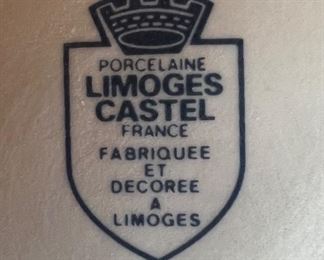 PORCELAINE
LIMOGES
CASTEL
FRANCE
FABRIQUEE
ET
DECOREE
A
LIMOGES